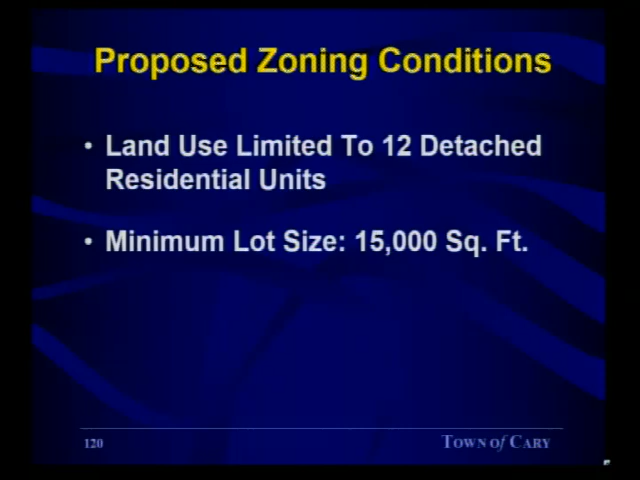 Proposed Zoning Conditions
• Land Use Limited To 12 Detached
Residential Units
• Minimum Lot Size: 15,000 Sq. Ft.
120
TOWN of CARY